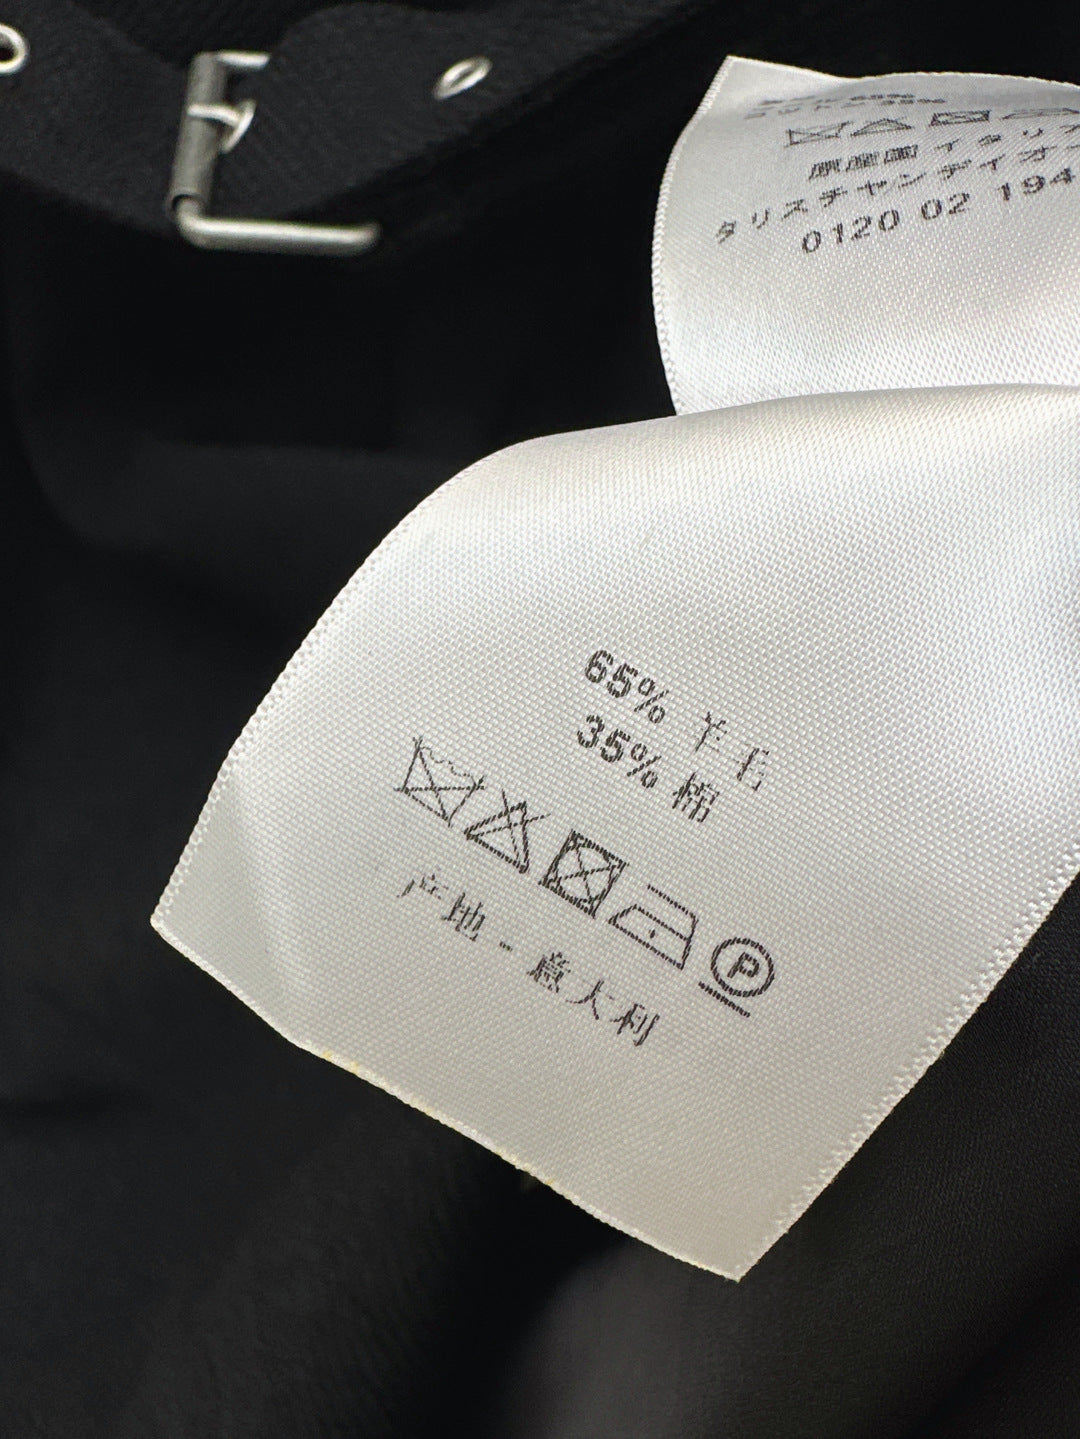 35%
原産国 イタリ
タリスチャンディオ
0120 02 194
65% 羊毛
35% 棉
P
产地 - 意大利